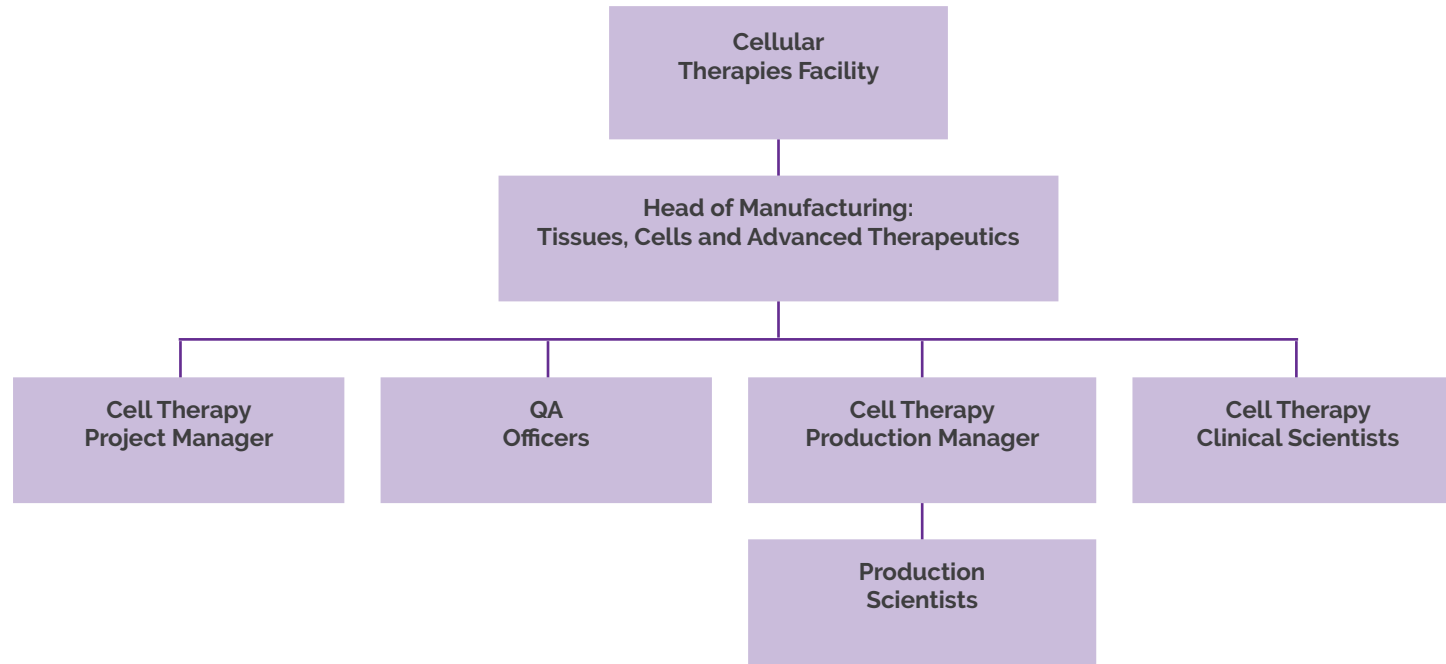 Cellular
Therapies Facility
Head of Manufacturing:
Tissues, Cells and Advanced Therapeutics
Cell Therapy
Project Manager
QA
Officers
Cell Therapy
Production Manager
Cell Therapy
Clinical Scientists
Production
Scientists